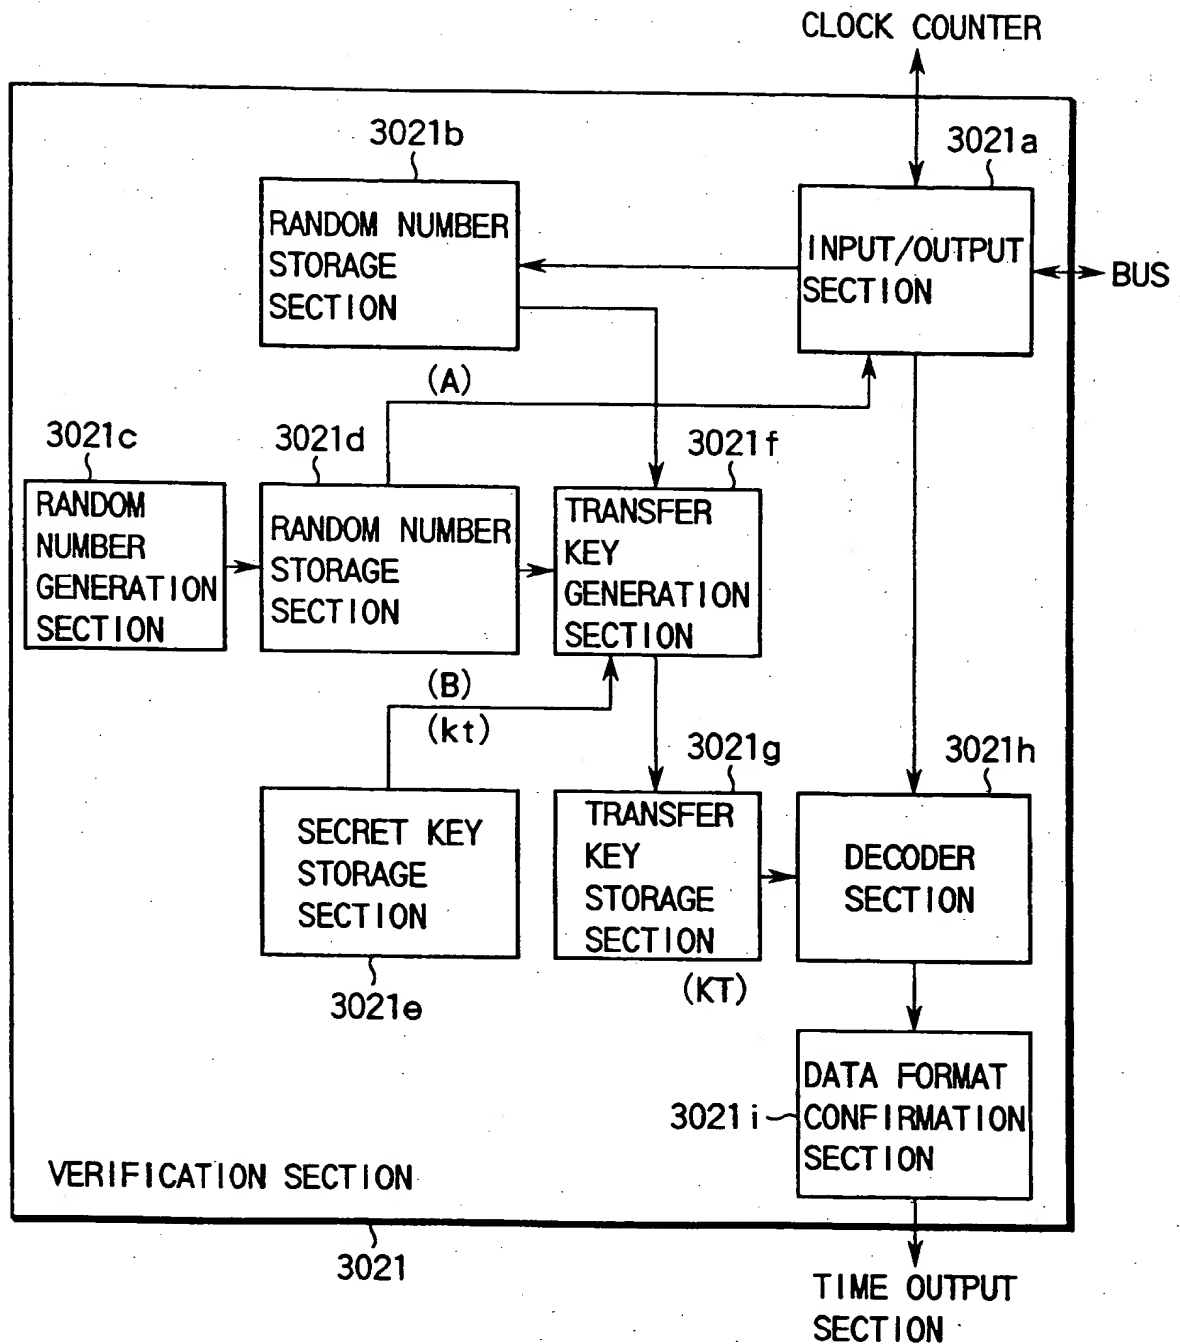 CLOCK COUNTER
3021b
3021a
RANDOM NUMBER
STORAGE
SECTION
INPUT/OUTPUT
SECTION
BUS
(A)
3021c
3021d
3021f
RANDOM
NUMBER
GENERATION
SECTION
RANDOM NUMBER
STORAGE
SECTION
TRANSFER
KEY
GENERATION
SECTION
(B)
(kt)
3021g
3021h
SECRET KEY
STORAGE
SECTION
TRANSFER
KEY
STORAGE
SECTION
DECODER
SECTION
3021e
(KT)
3021i
DATA FORMAT
CONFIRMATION
SECTION
VERIFICATION SECTION
3021
TIME OUTPUT
SECTION